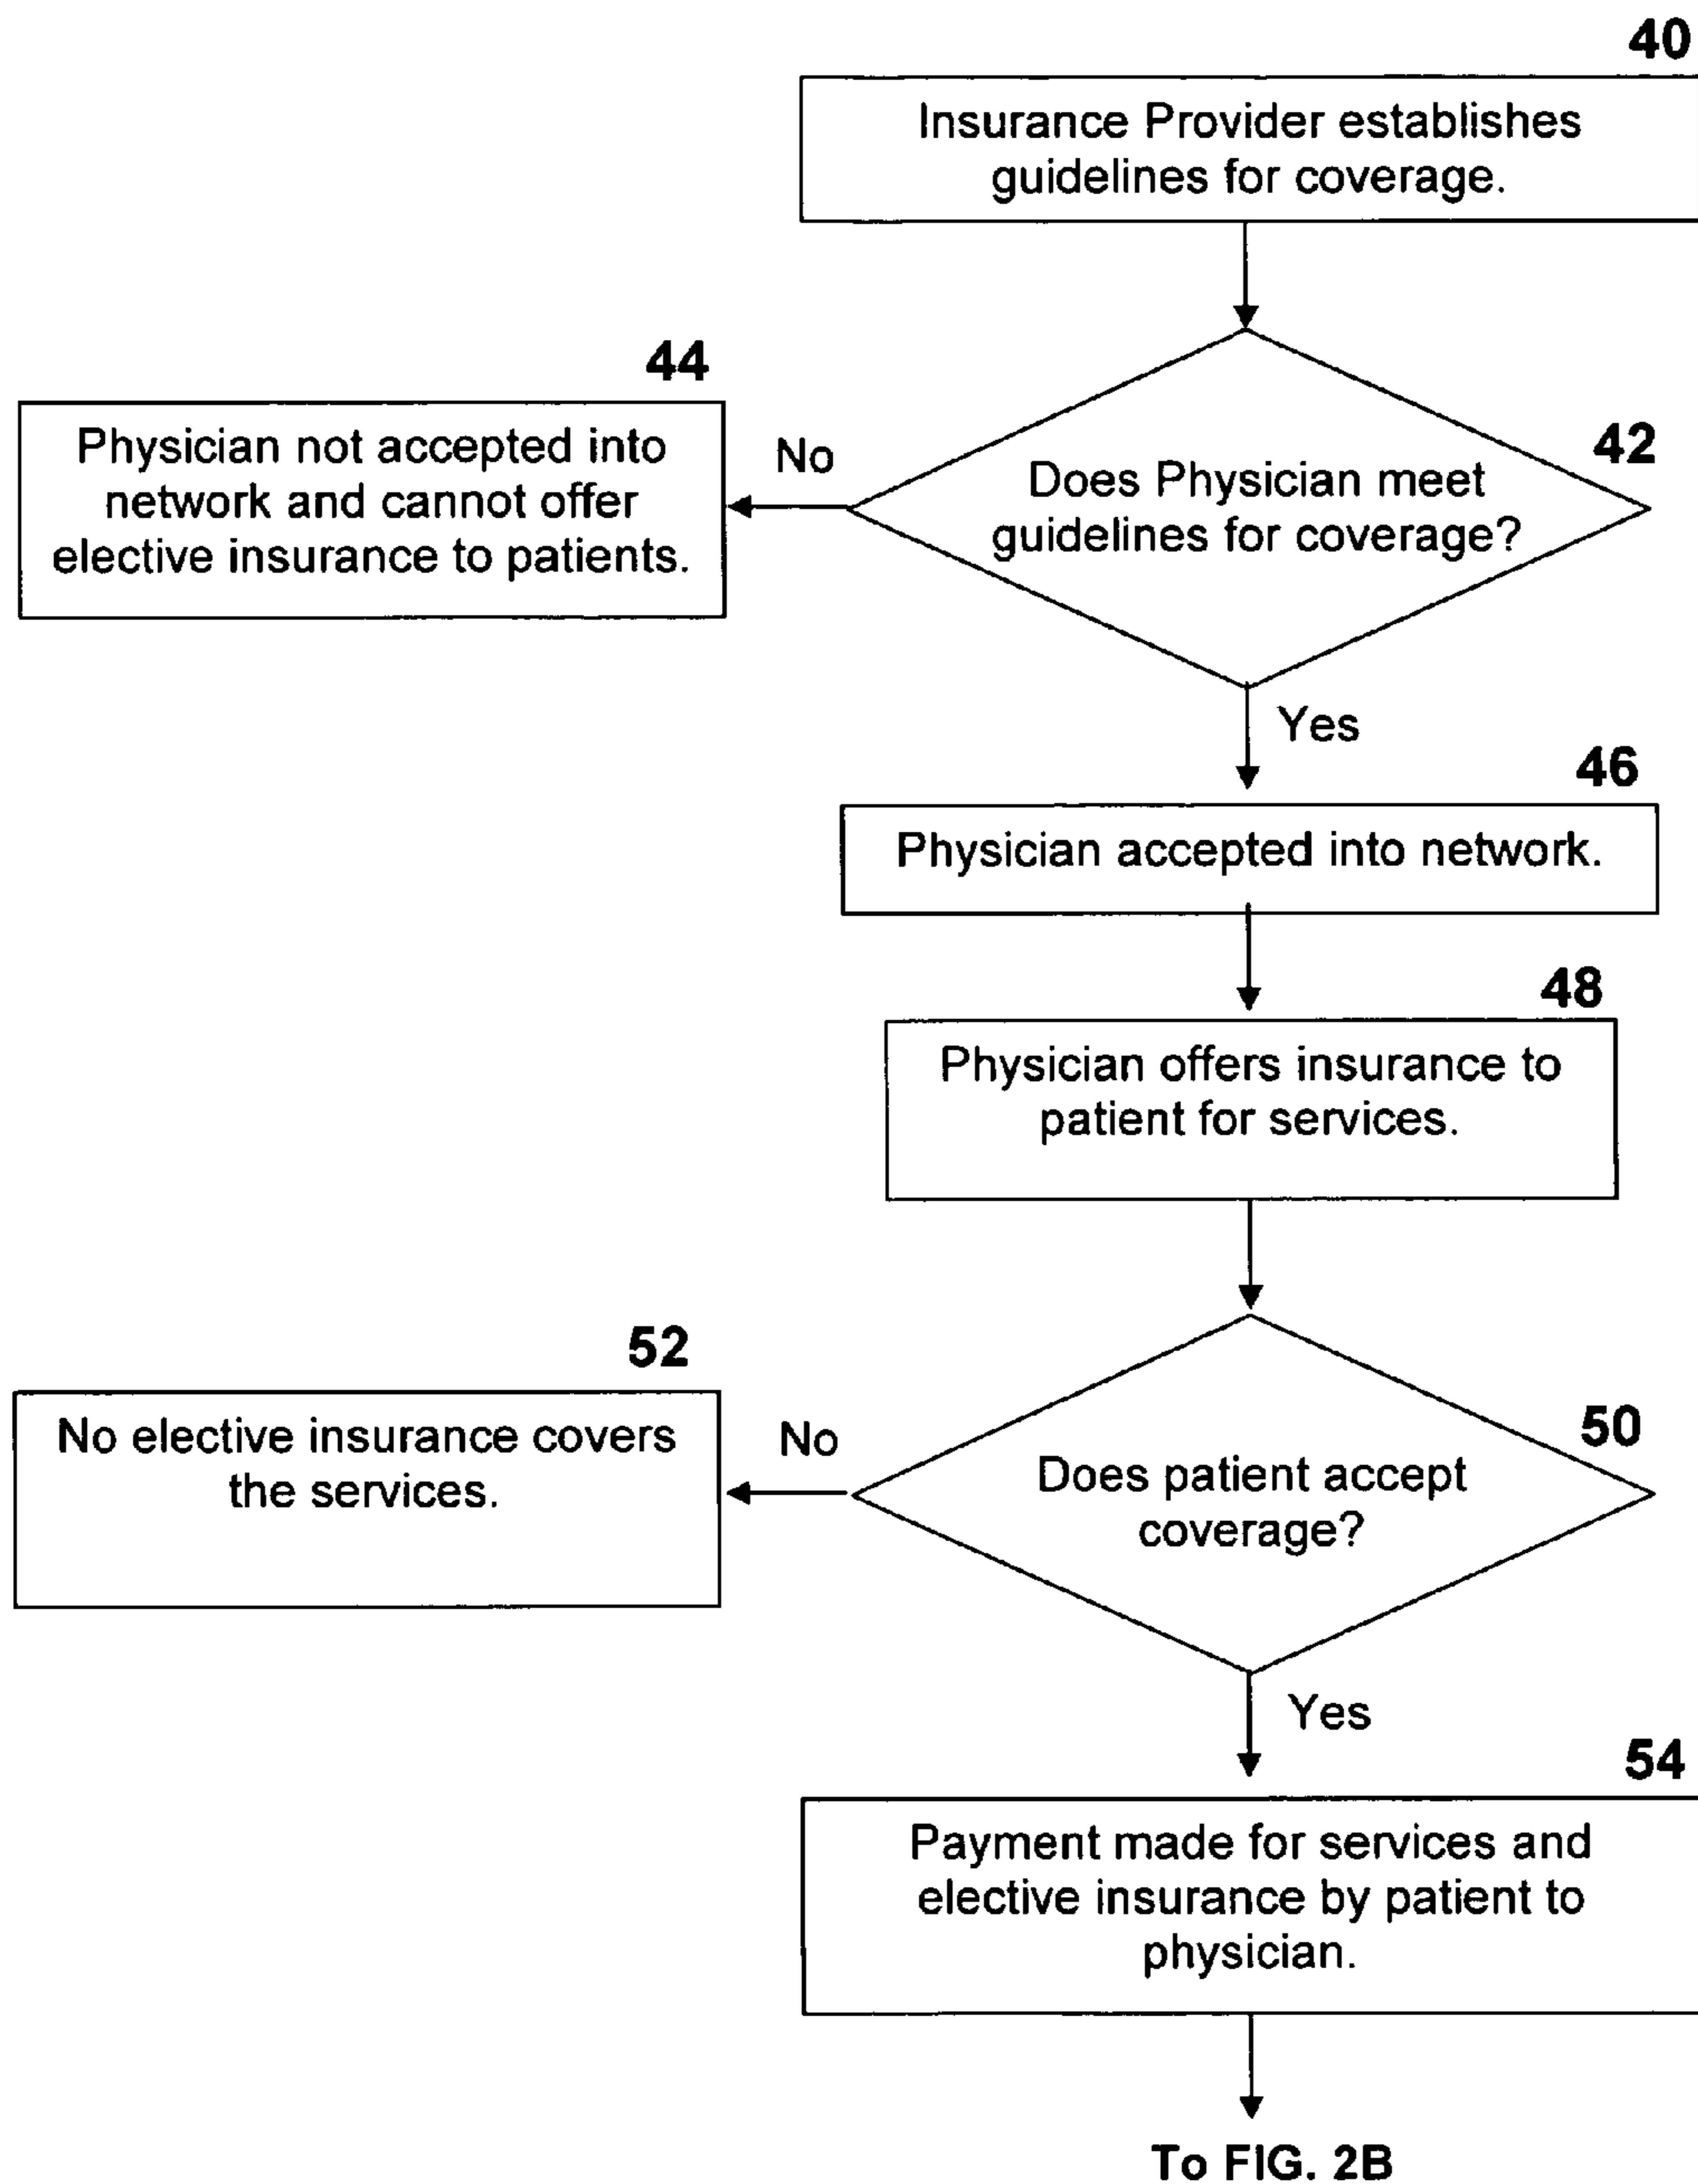 40
Insurance Provider establishes
guidelines for coverage.
44
Physician not accepted into
network and cannot offer
elective insurance to patients.
No
42
Does Physician meet
guidelines for coverage?
Yes
46
Physician accepted into network.
48
Physician offers insurance to
patient for services.
52
No elective insurance covers
the services.
No
50
Does patient accept
coverage?
Yes
54
Payment made for services and
elective insurance by patient to
physician.
To FIG. 2B